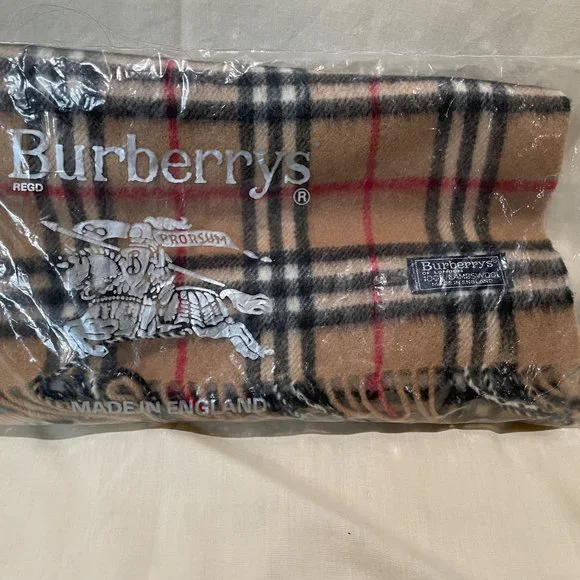 Burberrys
REGD ®
PRORSUM
MADE IN ENGLAND
Burberrys
OF LONDON
100% LAMBSWOOL
MADE IN ENGLAND